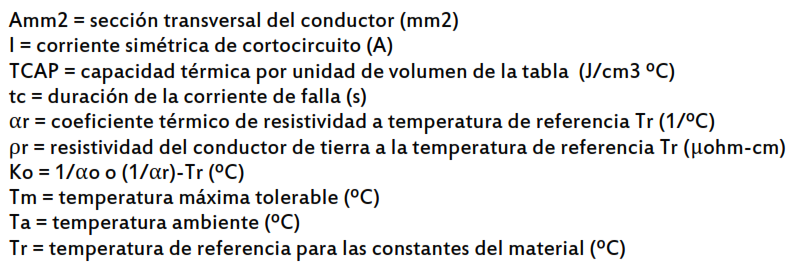 Amm2 = sección transversal del conductor (mm2)
I = corriente simétrica de cortocircuito (A)
TCAP = capacidad térmica por unidad de volumen de la tabla  (J/cm3 ºC)
tc = duración de la corriente de falla (s)
αr = coeficiente térmico de resistividad a temperatura de referencia Tr (1/ºC)
ρr = resistividad del conductor de tierra a la temperatura de referencia Tr (µohm-cm)
Ko = 1/αo o (1/αr)-Tr (ºC)
Tm = temperatura máxima tolerable (ºC)
Ta = temperatura ambiente (ºC)
Tr = temperatura de referencia para las constantes del material (ºC)